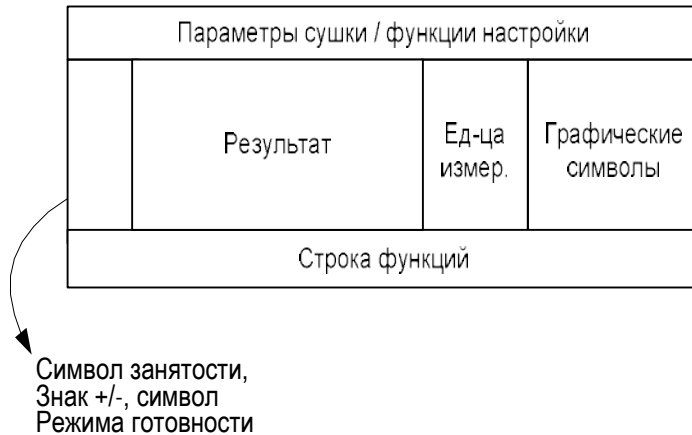 Параметры сушки / функции настройки
Результат
Ед-ца
измер.
Графические
символы
Строка функций
Символ занятости,
Знак +/-, символ
Режима готовности